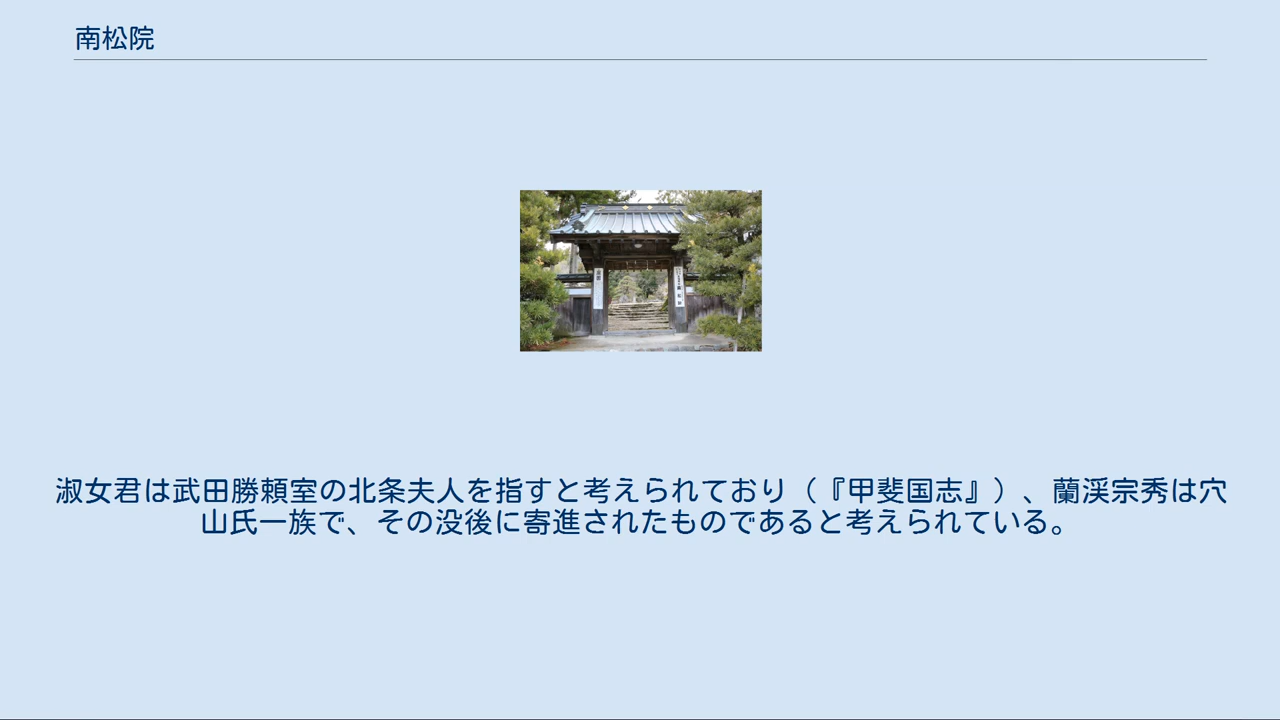 南松院
淑女君は武田勝頼室の北条夫人を指すと考えられており（『甲斐国志』）、蘭渓宗秀は穴
山氏一族で、その没後に寄進されたものであると考えられている。